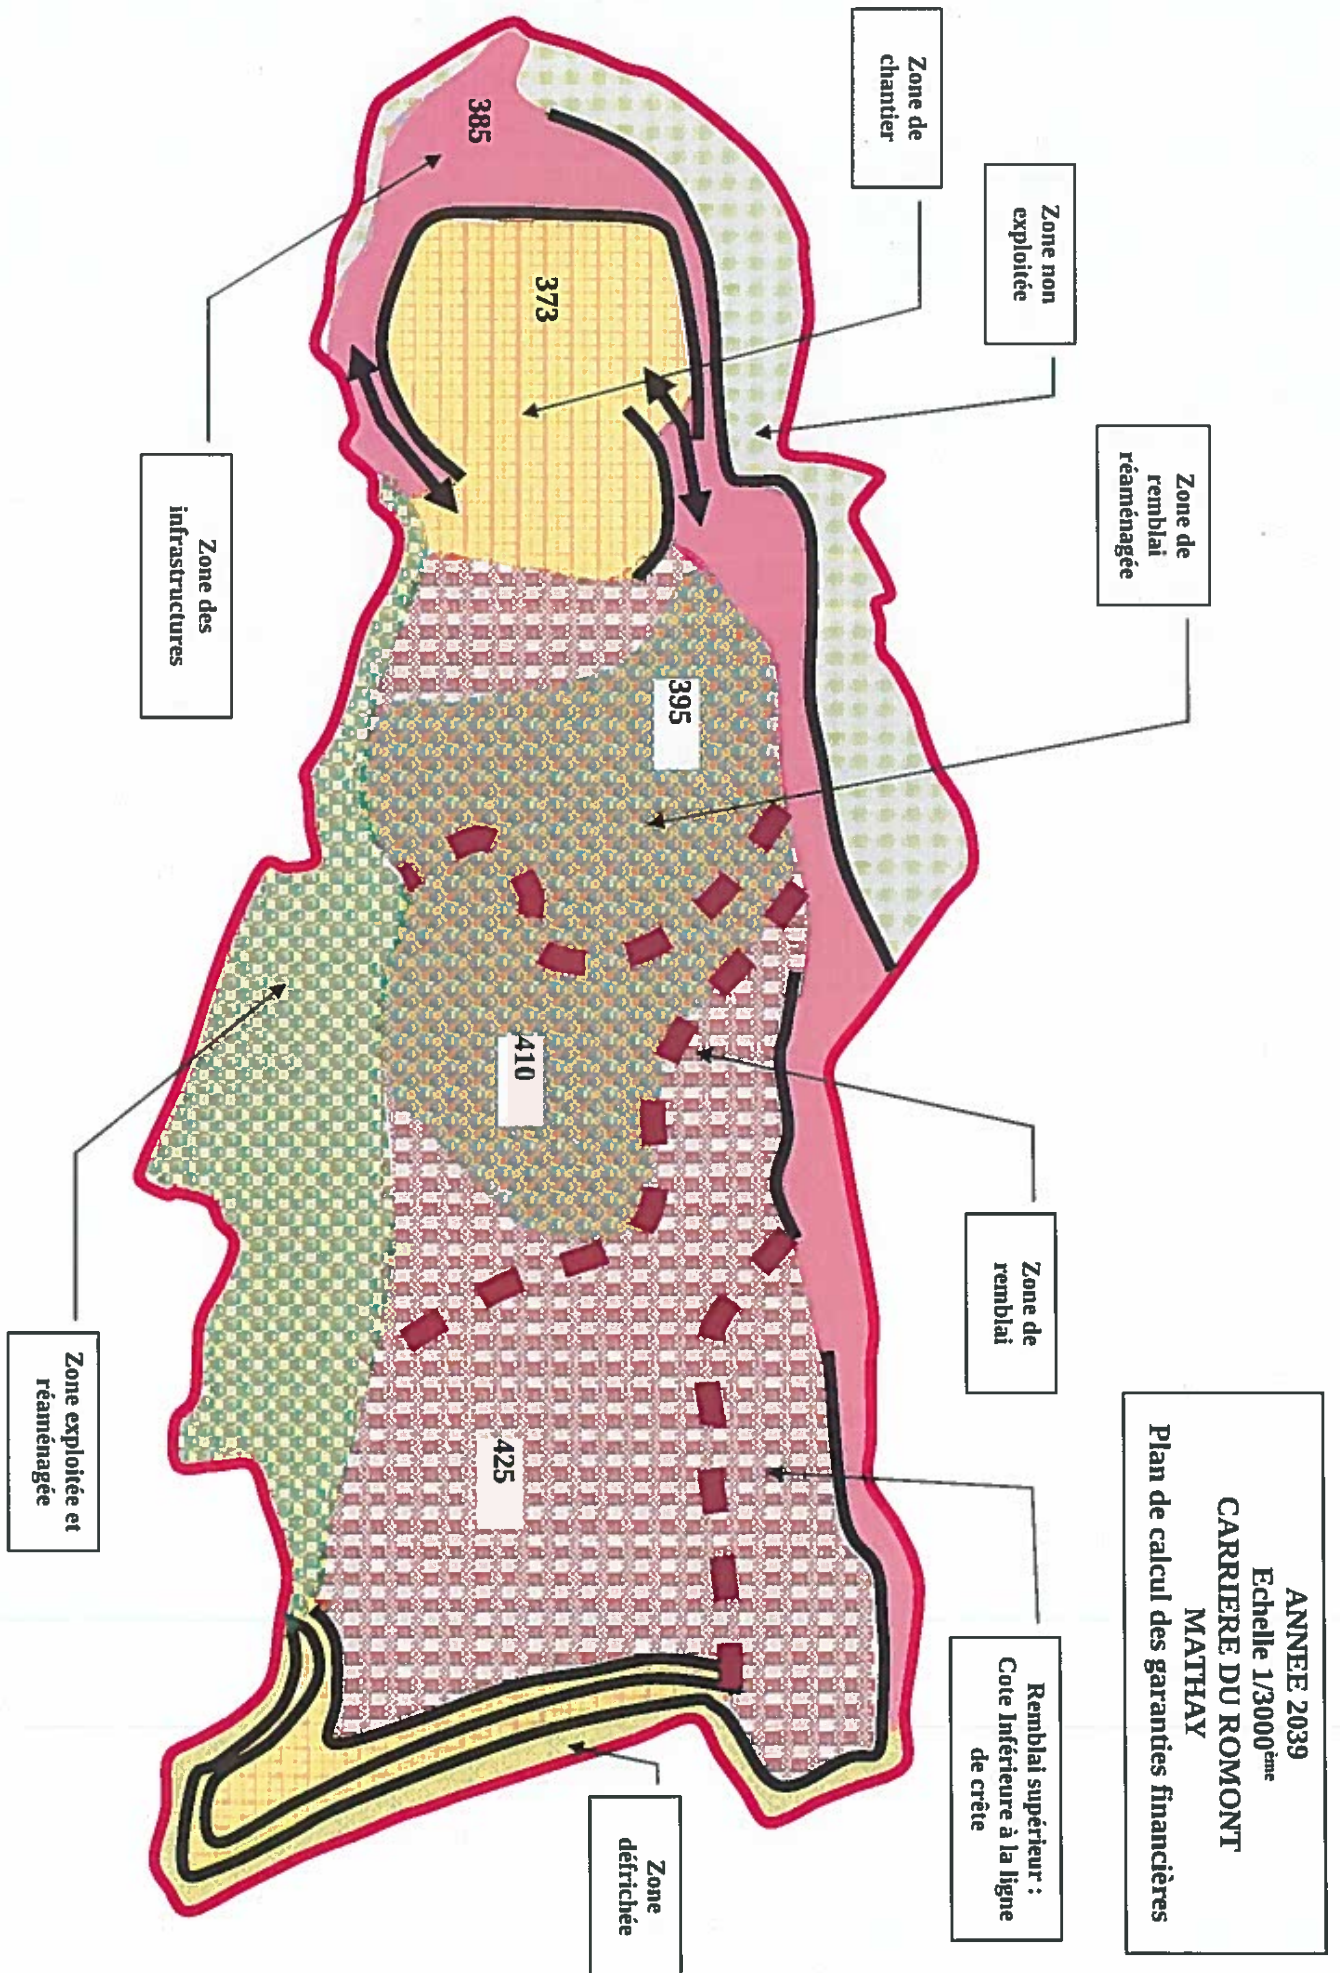 ANNEE 2039
Echelle 1/3000ème
CARRIERE DU ROMONT
MATHAY
Plan de calcul des garanties financières
Zone de
chantier
Zone non
exploitée
Zone de
remblai
réaménagée
Zone de
remblai
Remblai supérieur :
Cote Inférieure à la ligne
de crête
385
373
395
410
425
Zone des
infrastructures
Zone exploiée et
réaménagée
Zone
défrichée